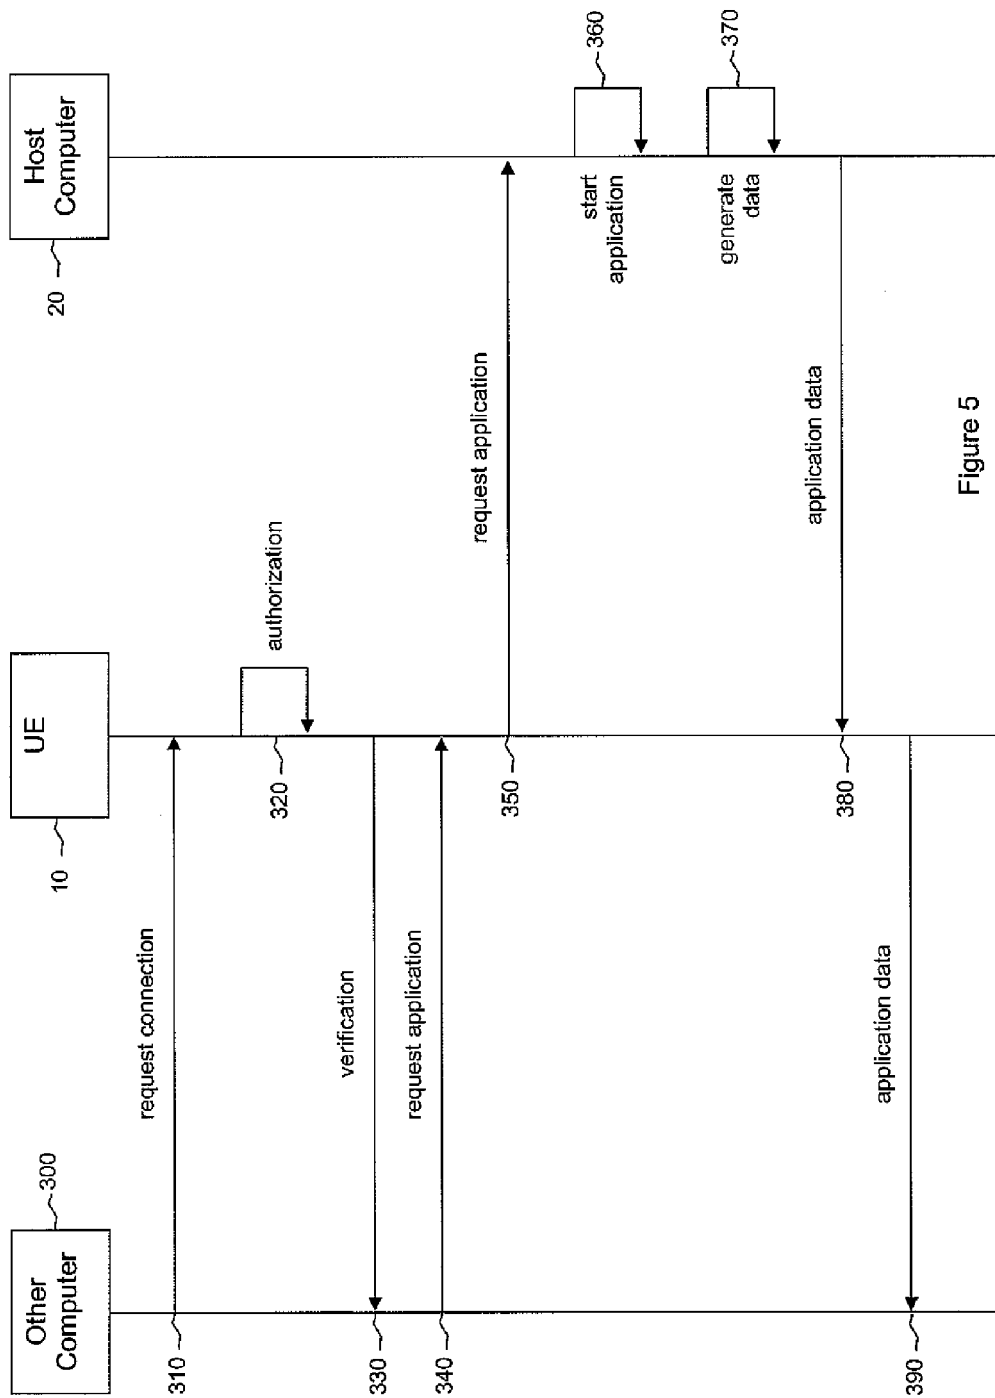 Other
Computer
300
UE
10
Host
Computer
20
310
request connection
320
authorization
330
verification
340
request application
350
request application
start
application
360
generate
data
370
380
application data
390
application data
Figure 5